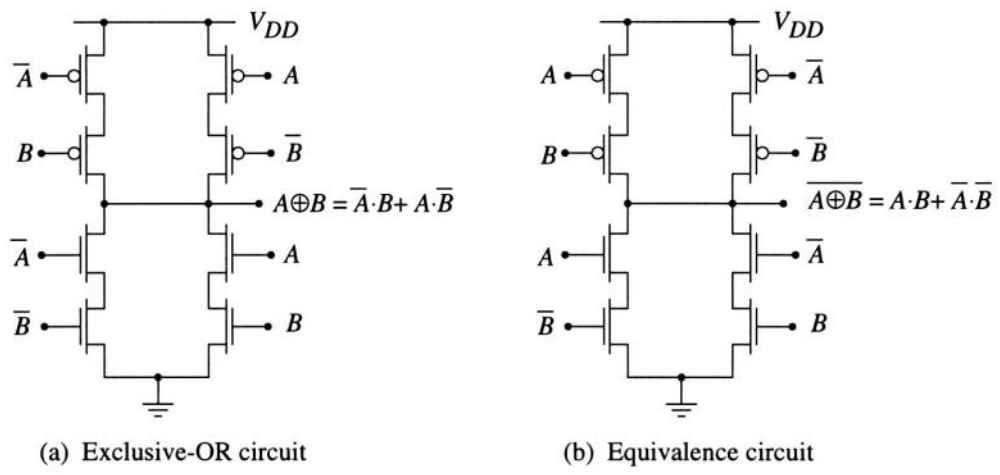 V_DD
A̅
A
B
B̅
A⊕B = A̅·B + A·B̅
A̅
A
B̅
B
(a) Exclusive-OR circuit
V_DD
A
A̅
B
B̅
A̅⊕̅B̅ = A·B + A̅·B̅
A
A̅
B̅
B
(b) Equivalence circuit